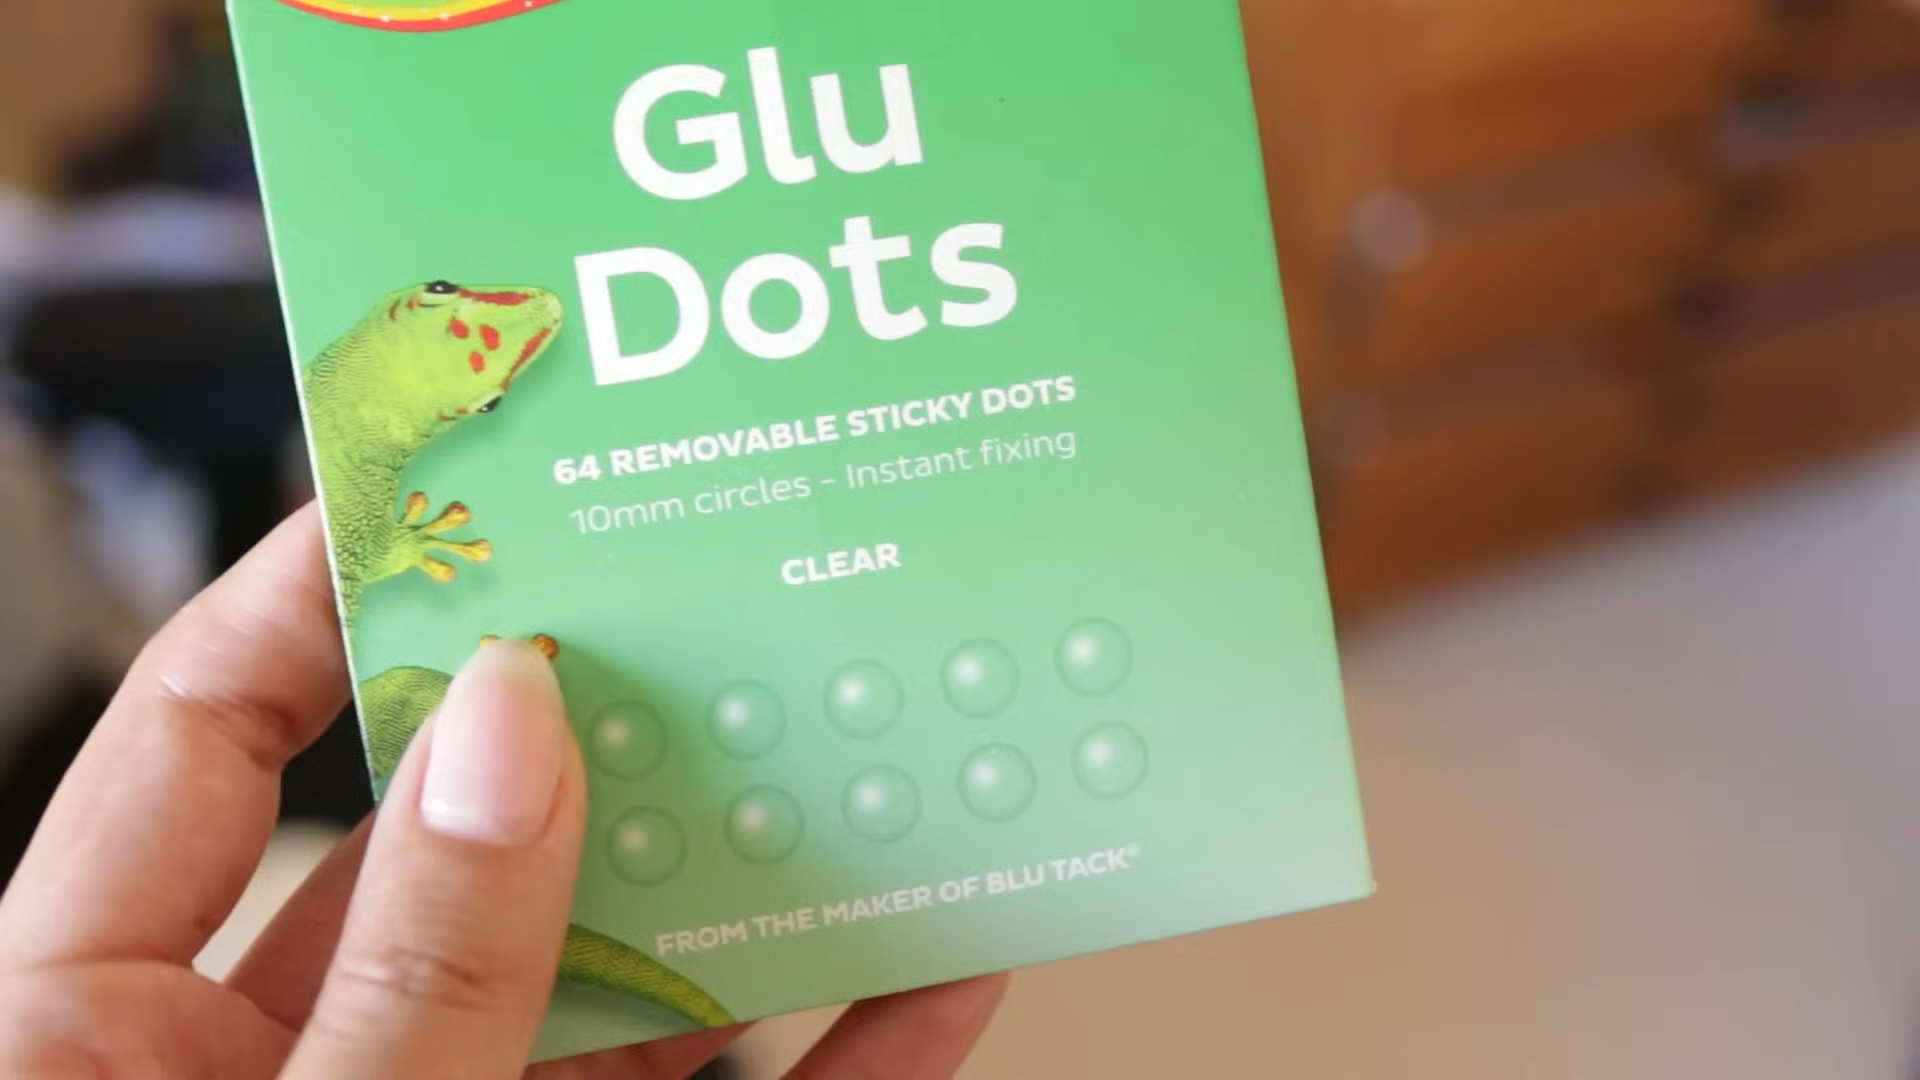 Glu
Dots
64 REMOVABLE STICKY DOTS
10mm circles - Instant fixing
CLEAR
FROM THE MAKER OF BLU TACK®